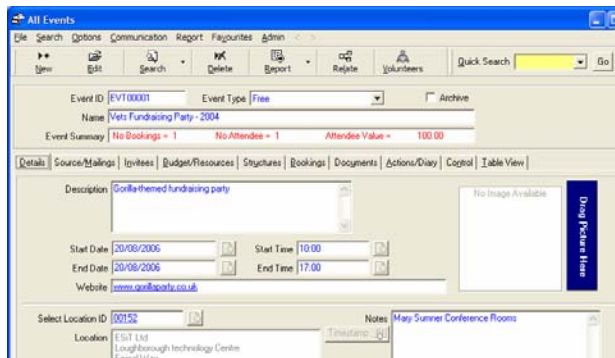 All Events
File Search Options Communication Report Favourites Admin < >
New Edit Search Delete Report Relate Volunteers Quick Search Go
Event ID EVT00001 Event Type Free Archive
Name Vets Fundraising Party - 2004
Event Summary No Bookings = 1 No Attendee = 1 Attendee Value = 100.00
Details Source/Mailings Invitees Budget/Resources Structures Bookings Documents Actions/Diary Control Table View
Description Gorilla-themed fundraising party No Image Available
Drag Picture Here
Start Date 20/08/2006 Start Time 10:00
End Date 20/08/2006 End Time 17:00
Website www.gorillaparty.co.uk
Select Location ID 00152 Notes Mary Sumner Conference Rooms
Location ESiT Ltd Timestamp
Loughborough technology Centre